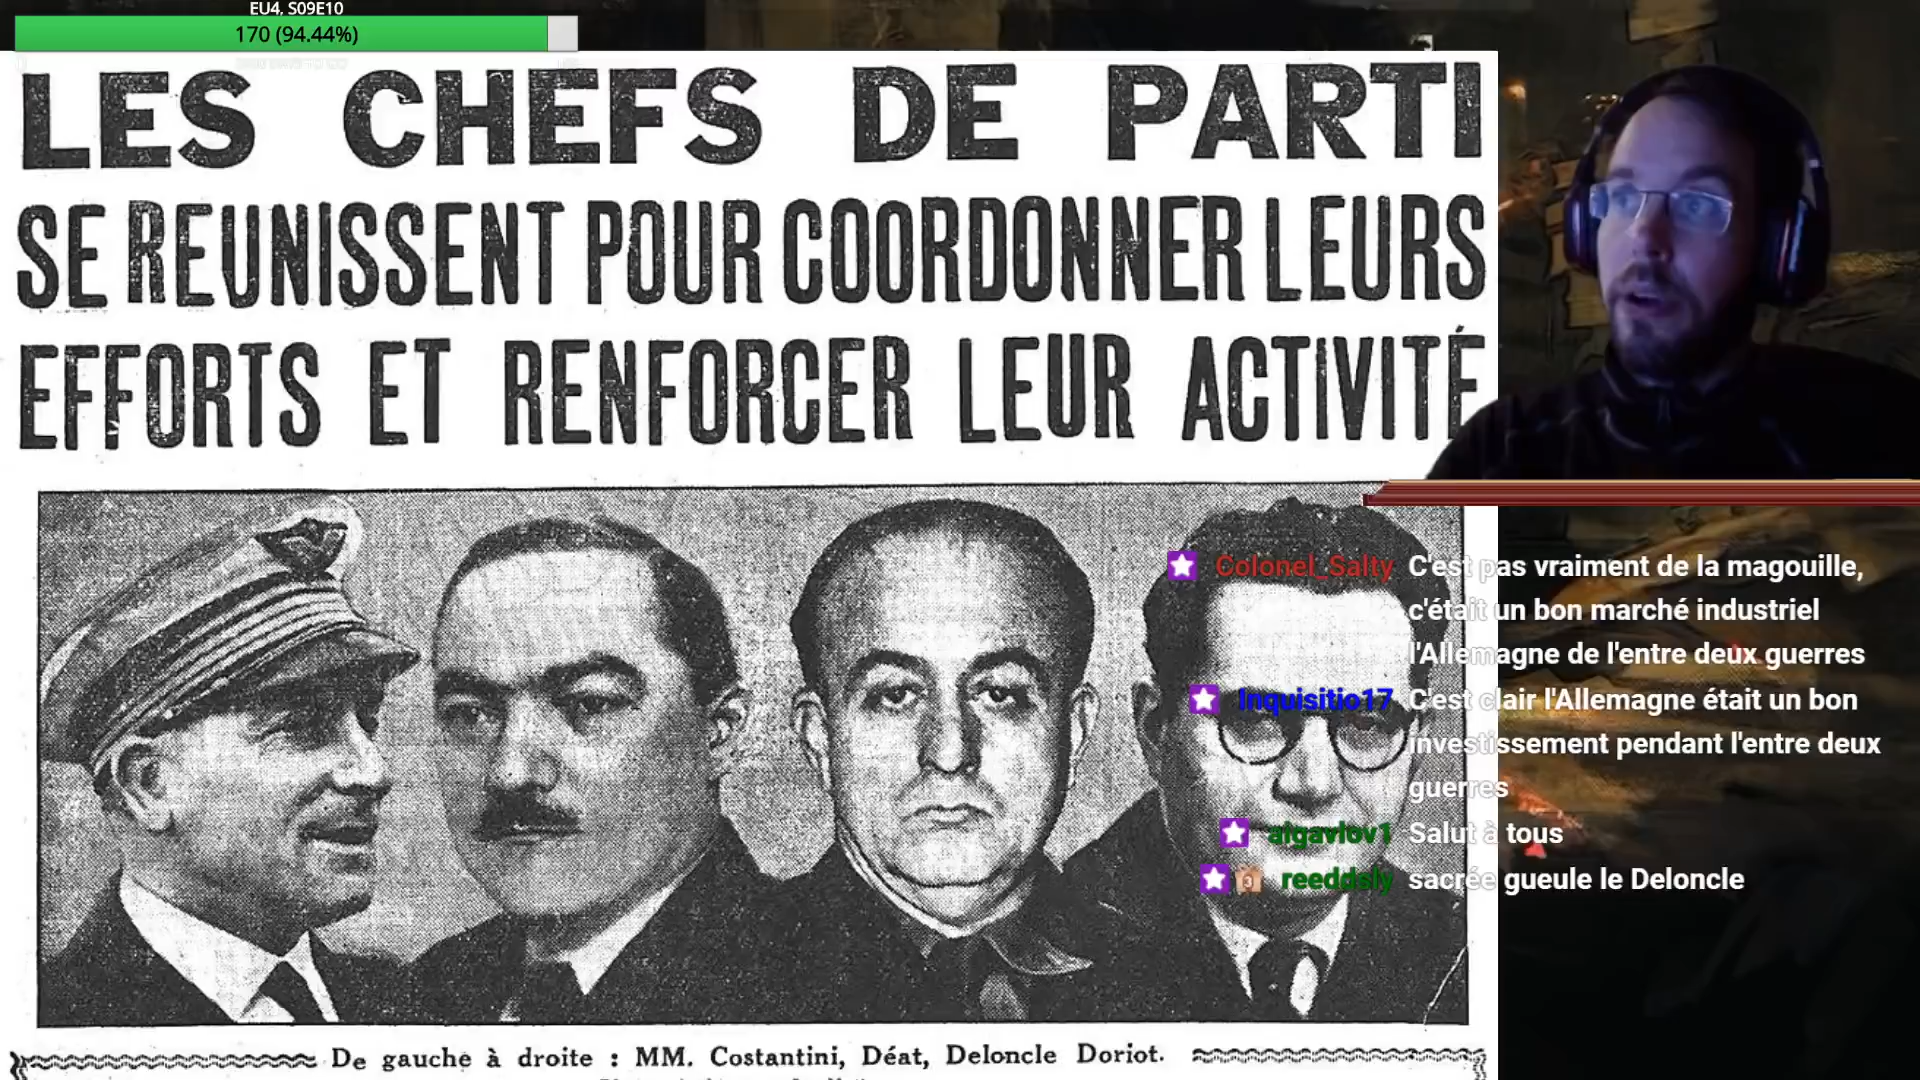 EU4, S09E10
170 (94.44%)
LES CHEFS DE PARTI
SE REUNISSENT POUR COORDONNER LEURS
EFFORTS ET RENFORCER LEUR ACTIVITÉ
Colonel_Salty C'est pas vraiment de la magouille,
c'était un bon marché industriel
l'Allemagne de l'entre deux guerres
Inquisitio17 C'est clair l'Allemagne était un bon
investissement pendant l'entre deux
guerres
aigavlov1 Salut à tous
reeddsly sacrée gueule le Deloncle
De gauche à droite : MM. Costantini, Déat, Deloncle Doriot.